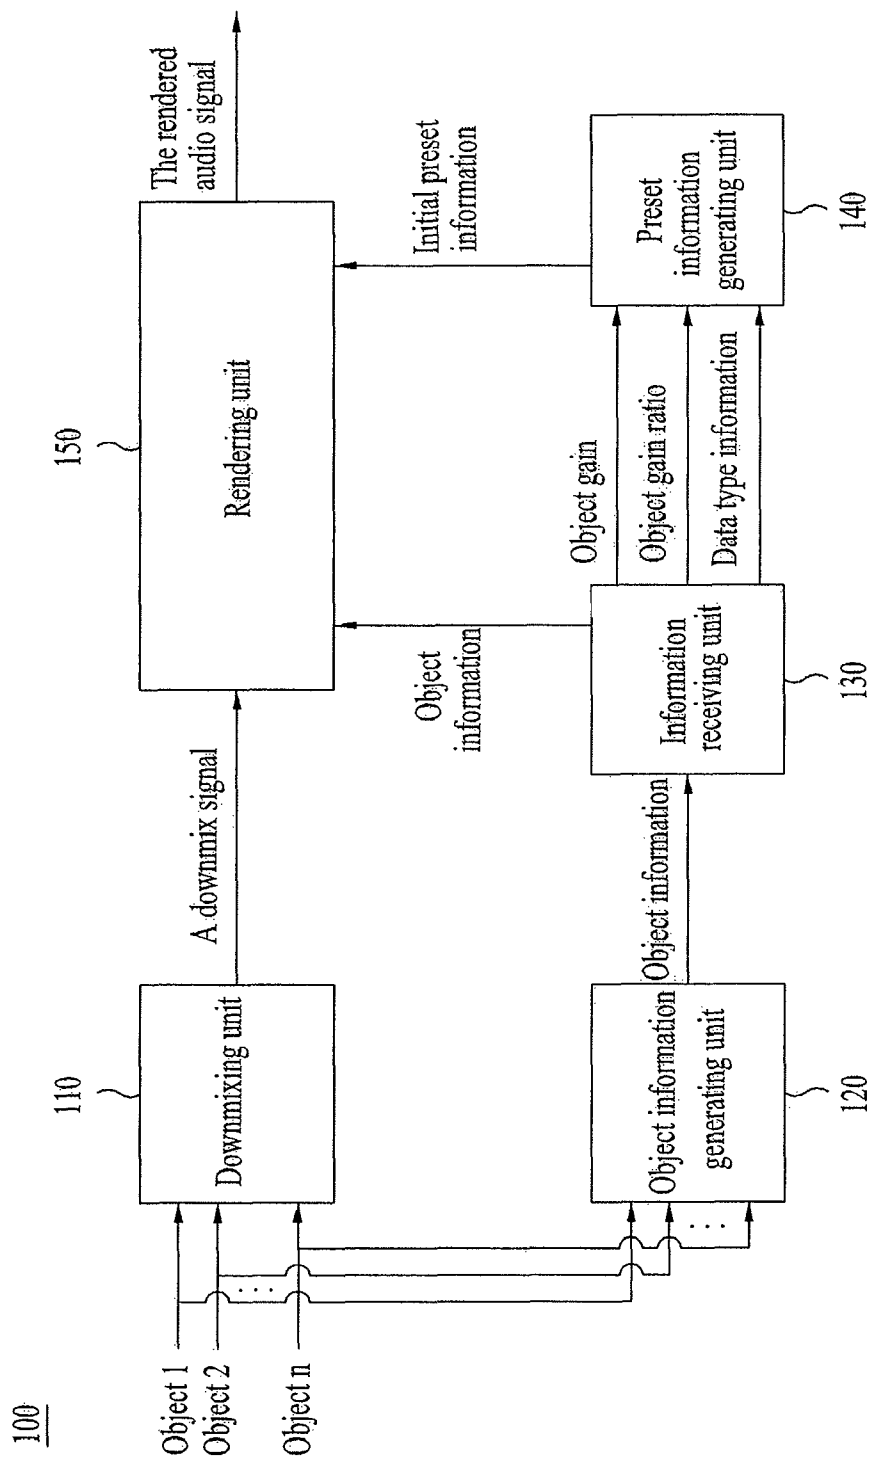 100
Object 1
Object 2
Object n
. . .
. . .
110
Downmixing unit
A downmix signal
150
Rendering unit
The rendered
audio signal
120
Object information
generating unit
Object information
130
Information
receiving unit
Object
information
Object gain
Object gain ratio
Data type information
140
Preset
information
generating unit
Initial preset
information